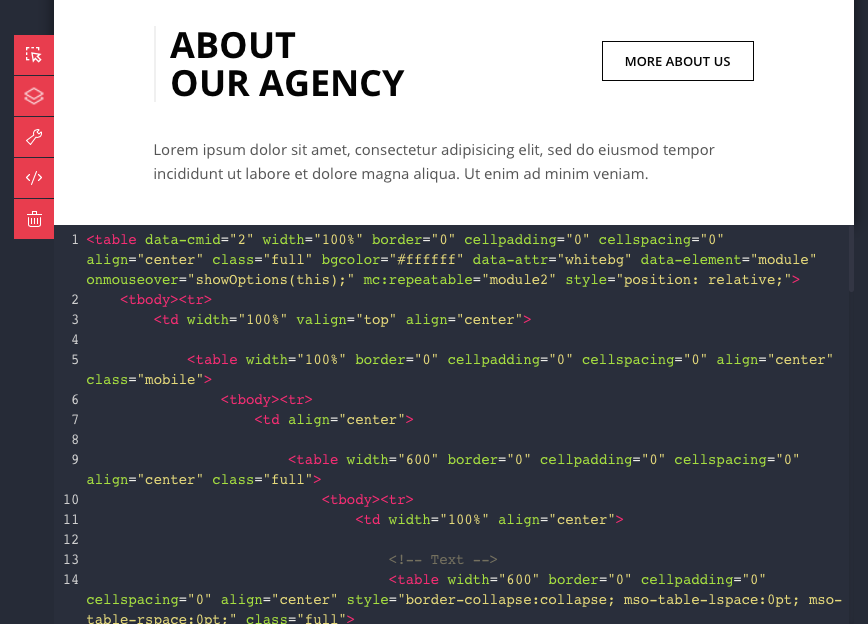 ABOUT
OUR AGENCY
MORE ABOUT US
Lorem ipsum dolor sit amet, consectetur adipisicing elit, sed do eiusmod tempor
incididunt ut labore et dolore magna aliqua. Ut enim ad minim veniam.
1 <table data-cmid="2" width="100%" border="0" cellpadding="0" cellspacing="0"
align="center" class="full" bgcolor="#ffffff" data-attr="whitebg" data-element="module"
onmouseover="showOptions(this);" mc:repeatable="module2" style="position: relative;">
2 <tbody><tr>
3 <td width="100%" valign="top" align="center">
4
5 <table width="100%" border="0" cellpadding="0" cellspacing="0" align="center"
class="mobile">
6 <tbody><tr>
7 <td align="center">
8
9 <table width="600" border="0" cellpadding="0" cellspacing="0"
align="center" class="full">
10 <tbody><tr>
11 <td width="100%" align="center">
12
13 <!-- Text -->
14 <table width="600" border="0" cellpadding="0"
cellspacing="0" align="center" style="border-collapse:collapse; mso-table-lspace:0pt; mso-
table-rspace:0pt;" class="full">